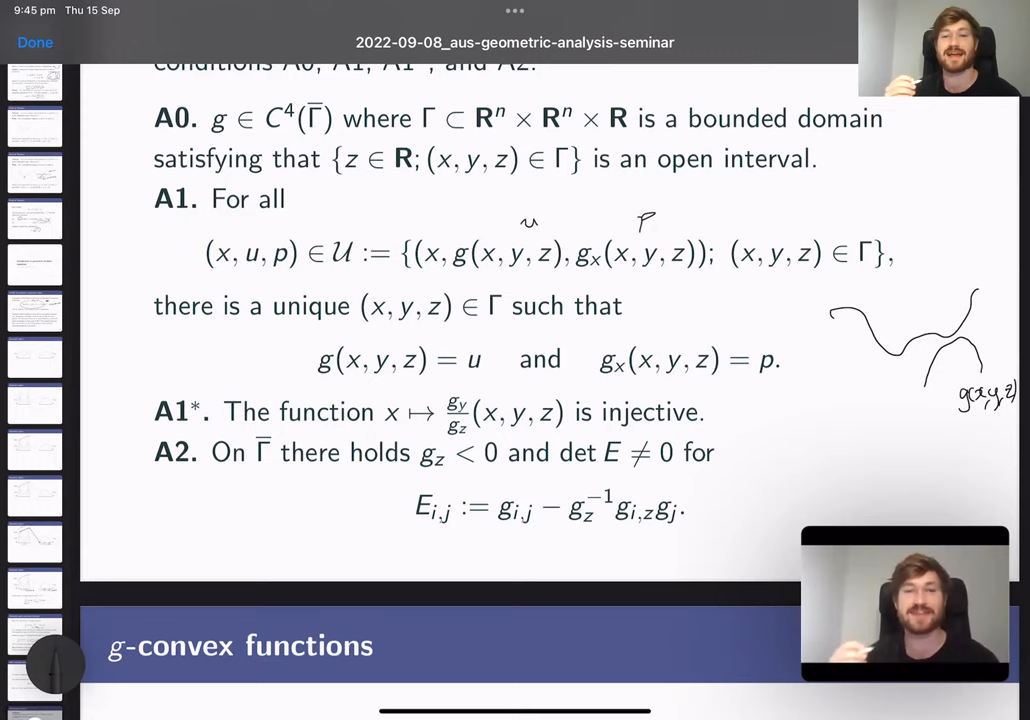 9:45 pm Thu 15 Sep
Done
2022-09-08_aus-geometric-analysis-seminar
conditions A0, A1, A1*, and A2.
A0. g ∈ C⁴(Γ̅) where Γ ⊂ Rⁿ × Rⁿ × R is a bounded domain
satisfying that {z ∈ R; (x, y, z) ∈ Γ} is an open interval.
A1. For all
u p
(x, u, p) ∈ 𝒰 := {(x, g(x, y, z), gₓ(x, y, z)); (x, y, z) ∈ Γ},
there is a unique (x, y, z) ∈ Γ such that
g(x, y, z) = u and gₓ(x, y, z) = p.
g(x,y,z)
A1*. The function x ↦ g_y/g_z (x, y, z) is injective.
A2. On Γ̅ there holds g_z < 0 and det E ≠ 0 for
E_{i,j} := g_{i,j} − g_z^{−1} g_{i,z} g_j.
g-convex functions